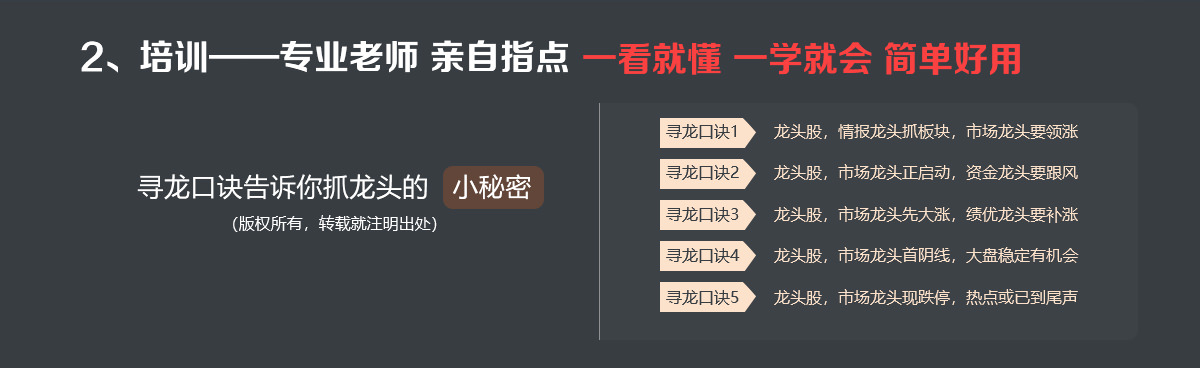 2、培训——专业老师 亲自指点 一看就懂 一学就会 简单好用
寻龙口诀告诉你抓龙头的 小秘密
（版权所有，转载就注明出处）
寻龙口诀1 龙头股，情报龙头抓板块，市场龙头要领涨
寻龙口诀2 龙头股，市场龙头正启动，资金龙头要跟风
寻龙口诀3 龙头股，市场龙头先大涨，绩优龙头要补涨
寻龙口诀4 龙头股，市场龙头首阴线，大盘稳定有机会
寻龙口诀5 龙头股，市场龙头现跌停，热点或已到尾声